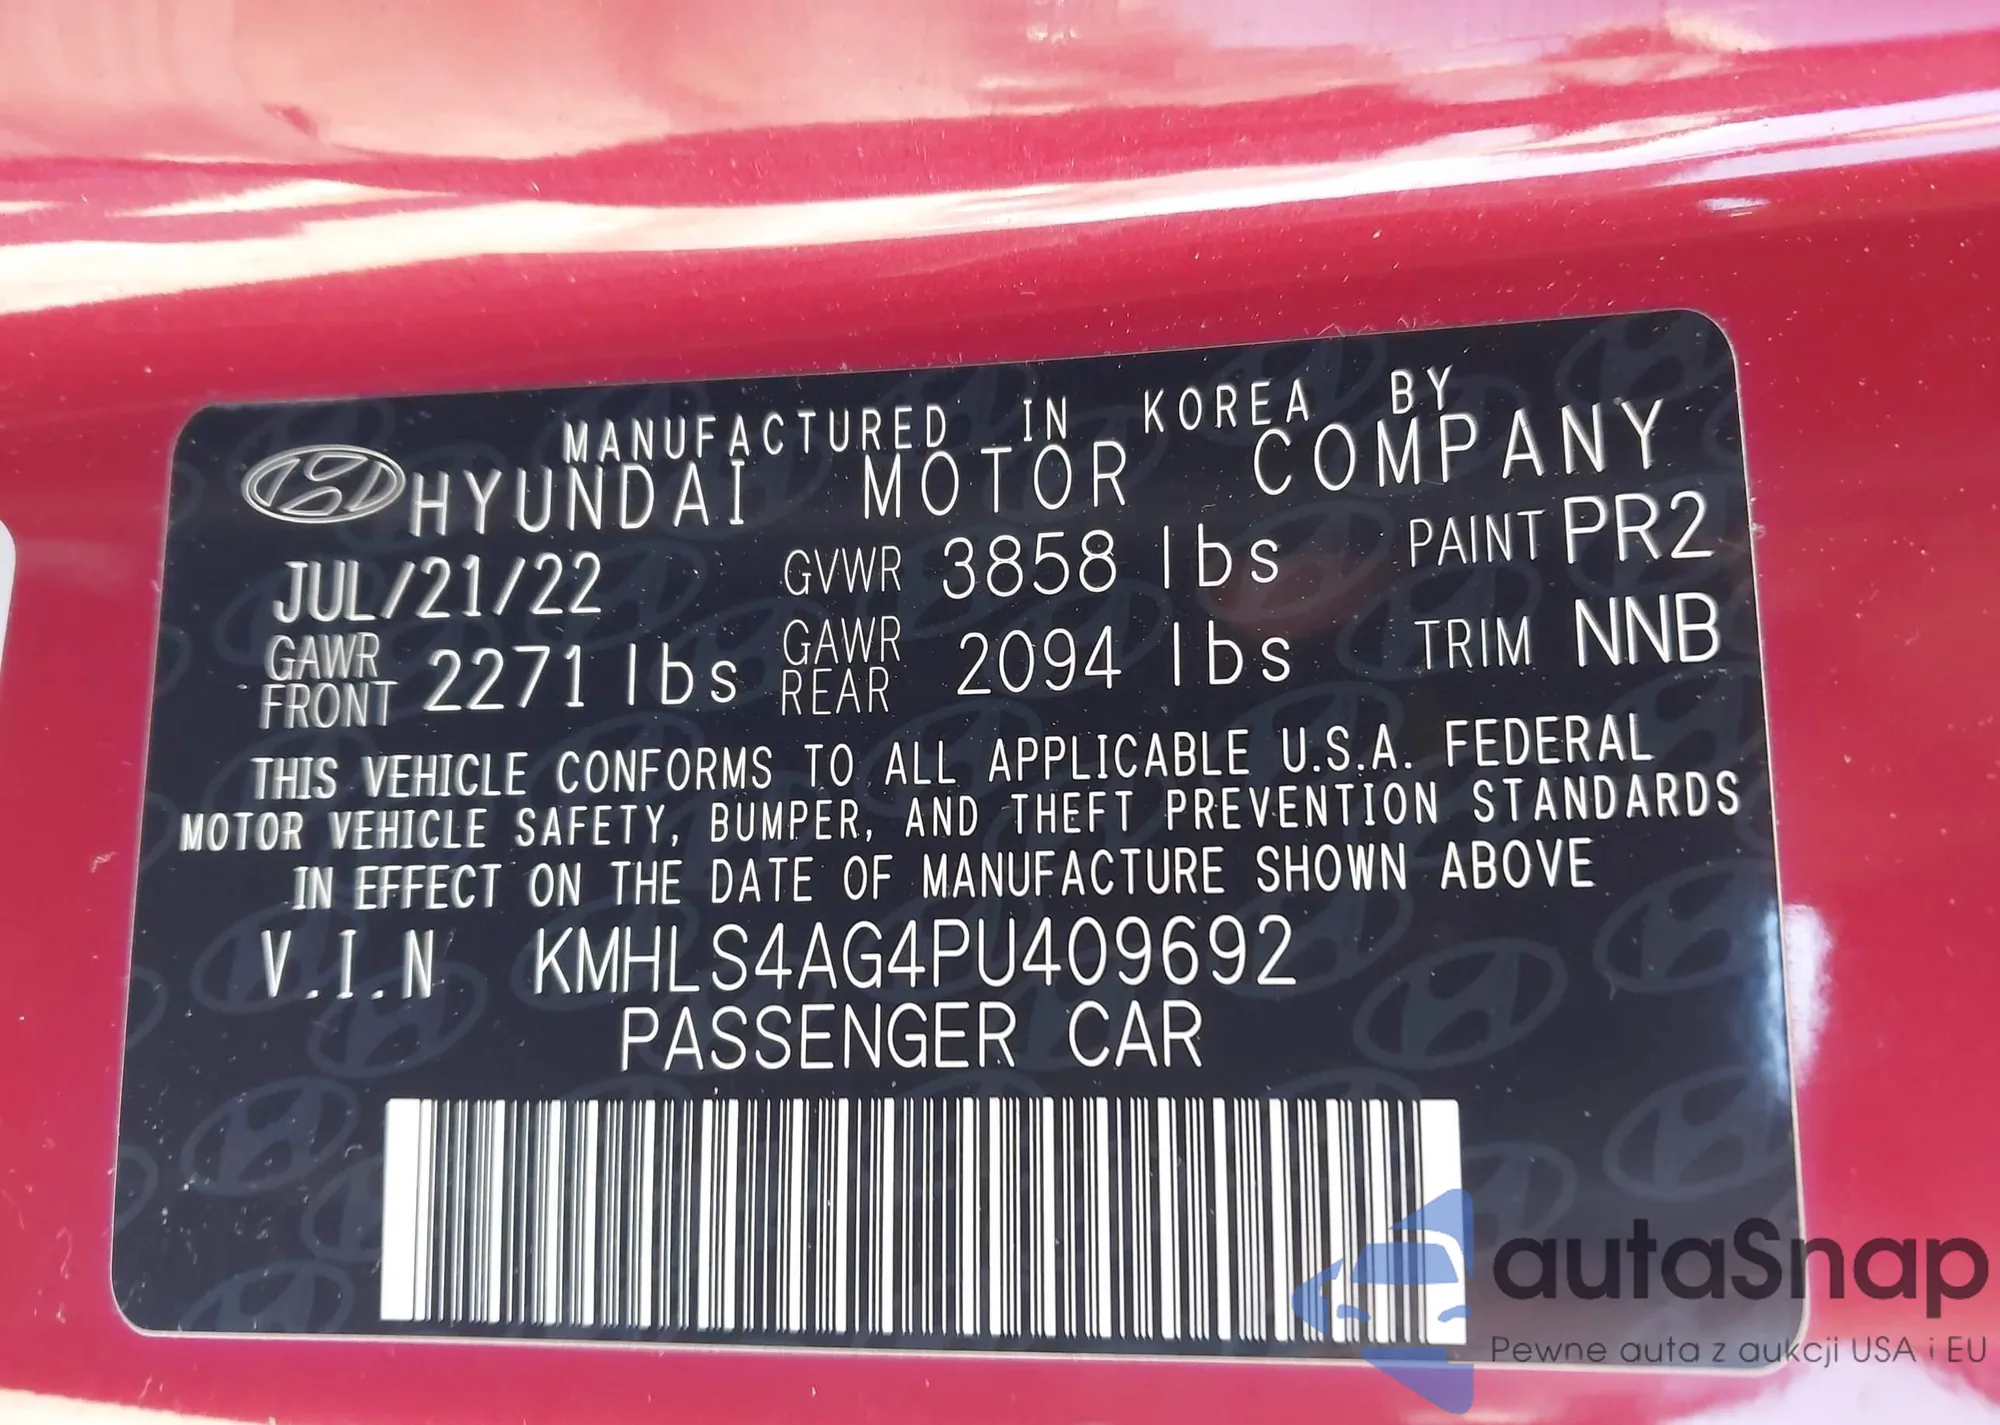 MANUFACTURED IN KOREA BY
HYUNDAI MOTOR COMPANY
JUL/21/22 GVWR 3858 lbs PAINT PR2
GAWR FRONT 2271 lbs GAWR REAR 2094 lbs TRIM NNB
THIS VEHICLE CONFORMS TO ALL APPLICABLE U.S.A. FEDERAL
MOTOR VEHICLE SAFETY, BUMPER, AND THEFT PREVENTION STANDARDS
IN EFFECT ON THE DATE OF MANUFACTURE SHOWN ABOVE
V.I.N KMHLS4AG4PU409692
PASSENGER CAR
autaSnap
Pewne auta z aukcji USA i EU